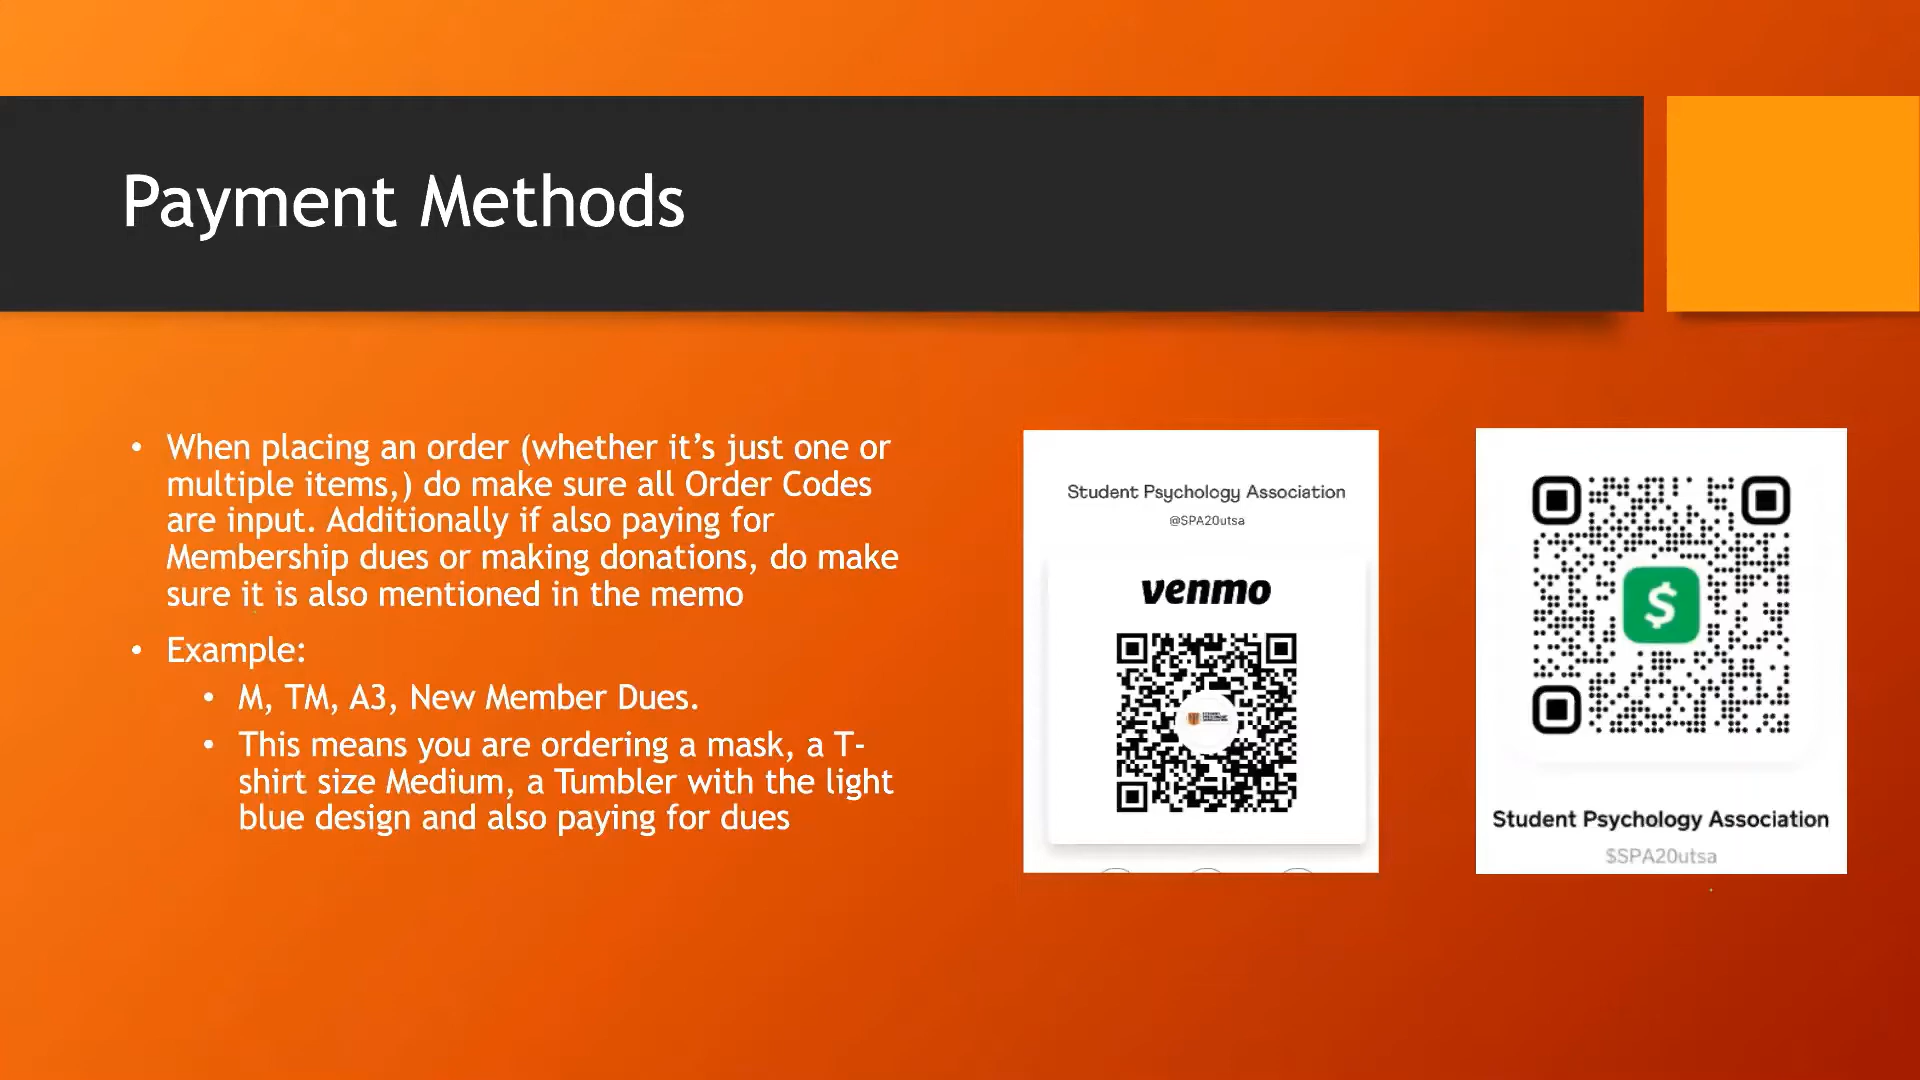 Payment Methods
• When placing an order (whether it’s just one or
multiple items,) do make sure all Order Codes
are input. Additionally if also paying for
Membership dues or making donations, do make
sure it is also mentioned in the memo
• Example:
• M, TM, A3, New Member Dues.
• This means you are ordering a mask, a T-
shirt size Medium, a Tumbler with the light
blue design and also paying for dues
Student Psychology Association
@SPA20utsa
venmo
$
Student Psychology Association
$SPA20utsa